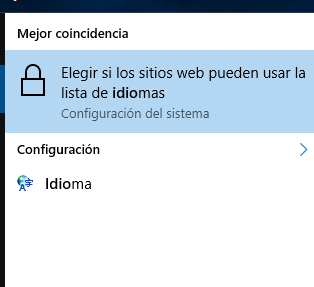 Mejor coincidencia
Elegir si los sitios web pueden usar la
lista de idiomas
Configuración del sistema
Configuración
Idioma